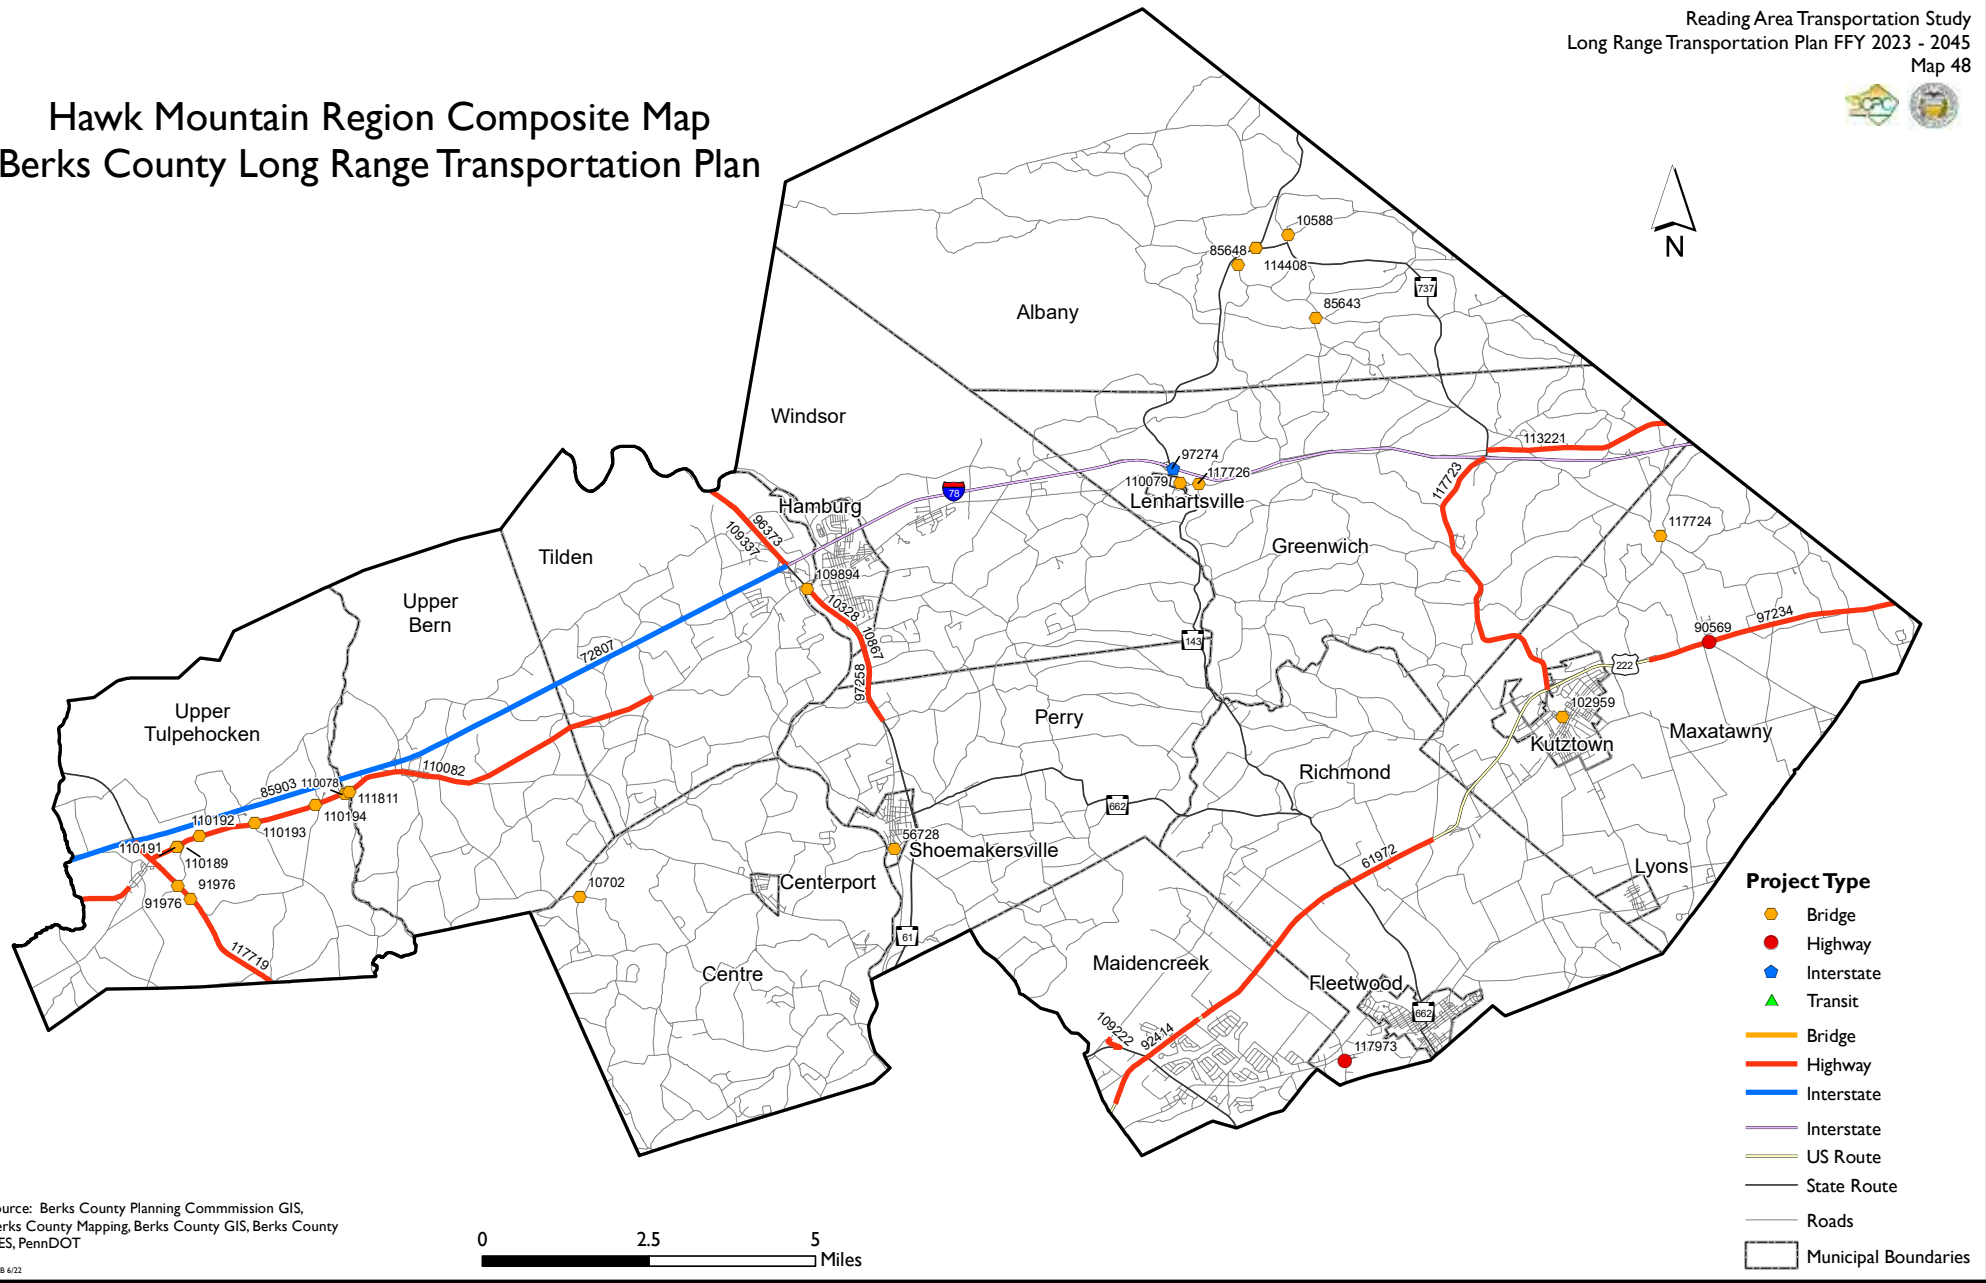 Reading Area Transportation Study
Long Range Transportation Plan FFY 2023 - 2045
Map 48
Hawk Mountain Region Composite Map
Berks County Long Range Transportation Plan
BCPC
N
10588
85648
114408
737
85643
Albany
Windsor
113221
97274
117726
110079
117723
78
Lenhartsville
Hamburg
96373
109337
117724
Tilden
Greenwich
109894
Upper
Bern
10328
10867
97234
90569
143
72807
222
97258
102959
Upper
Tulpehocken
Perry
Maxatawny
Kutztown
Richmond
110082
85903
110078
111811
662
110192
110193
110194
56728
110191
110189
Shoemakersville
61972
Lyons
91976
10702
Centerport
91976
61
117719
Centre
Maidencreek
Fleetwood
662
109222
92414
117973
Project Type
Bridge
Highway
Interstate
Transit
Bridge
Highway
Interstate
Interstate
US Route
State Route
Roads
Municipal Boundaries
ource: Berks County Planning Commmission GIS,
erks County Mapping, Berks County GIS, Berks County
ES, PennDOT
B 6/22
0 2.5 5
Miles